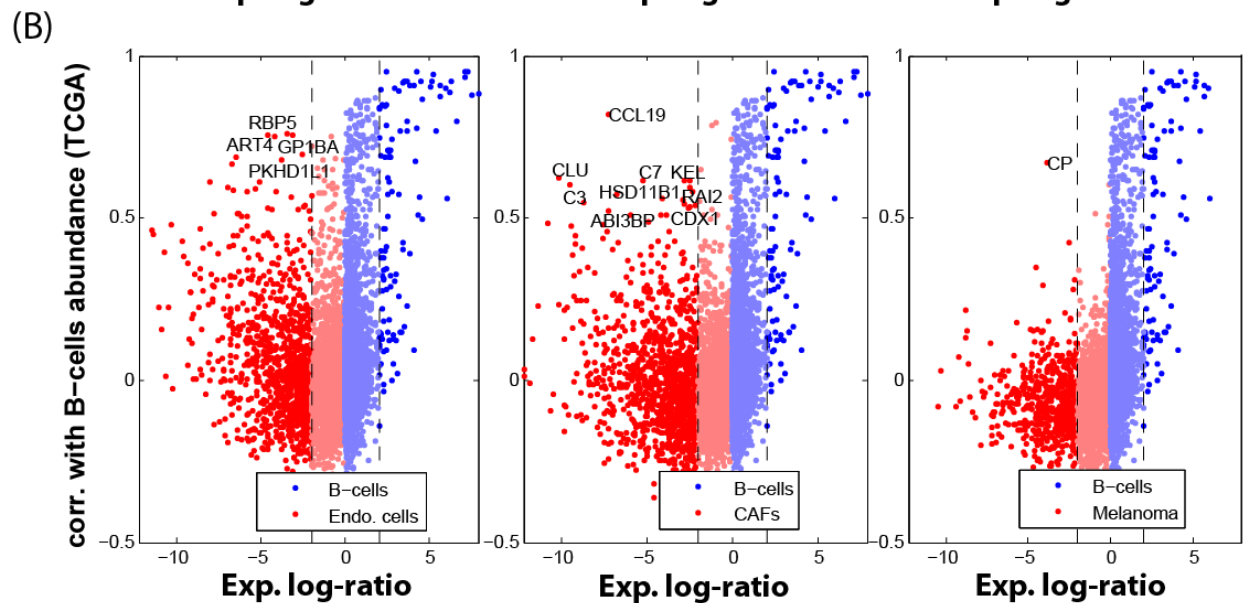 (B)
corr. with B-cells abundance (TCGA)
1
0.5
0
-0.5
RBP5
ART4
GP1BA
PKHD1L1
B-cells
Endo. cells
-10
-5
0
5
Exp. log-ratio
1
0.5
0
-0.5
CCL19
CLU
C7
KEL
C3
HSD11B1
RAI2
ABI3BP
CDX1
B-cells
CAFs
-10
-5
0
5
Exp. log-ratio
1
0.5
0
-0.5
CP
B-cells
Melanoma
-10
-5
0
5
Exp. log-ratio